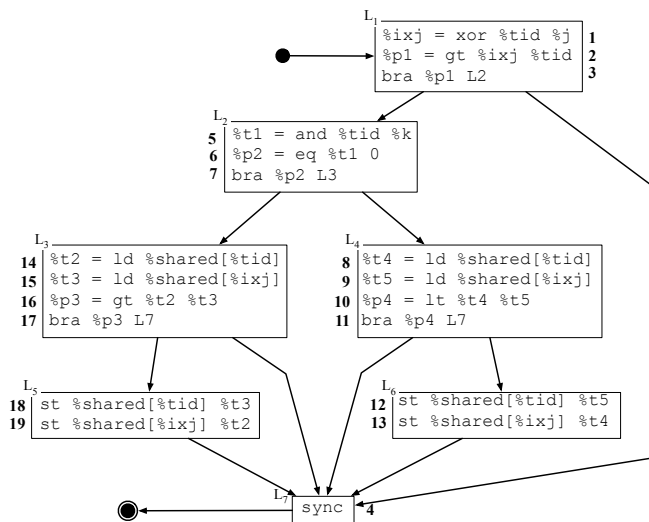 L1
%ixj = xor %tid %j 1
%p1 = gt %ixj %tid 2
bra %p1 L2 3
L2
5 %t1 = and %tid %k
6 %p2 = eq %t1 0
7 bra %p2 L3
L3
14 %t2 = ld %shared[%tid]
15 %t3 = ld %shared[%ixj]
16 %p3 = gt %t2 %t3
17 bra %p3 L7
L4
8 %t4 = ld %shared[%tid]
9 %t5 = ld %shared[%ixj]
10 %p4 = lt %t4 %t5
11 bra %p4 L7
L5
18 st %shared[%tid] %t3
19 st %shared[%ixj] %t2
L6
12 st %shared[%tid] %t5
13 st %shared[%ixj] %t4
L7
sync 4